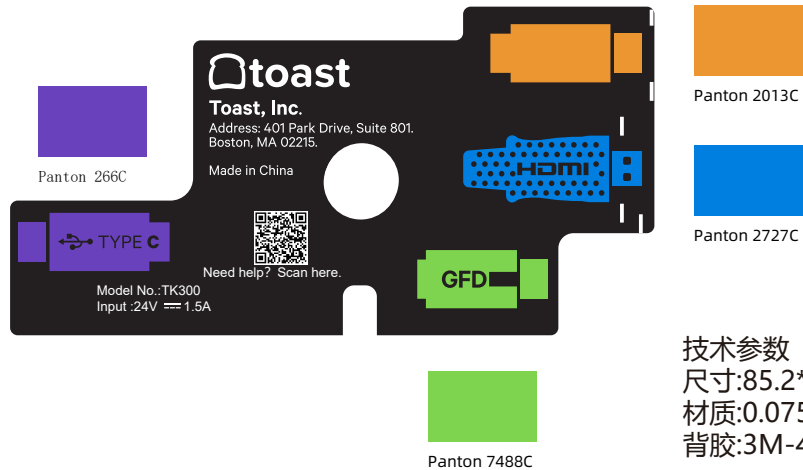 toast
Toast, Inc.
Address: 401 Park Drive, Suite 801.
Boston, MA 02215.
Made in China
HDMI
TYPE C
GFD
Need help? Scan here.
Model No.:TK300
Input :24V ⎓ 1.5A
Panton 266C
Panton 2013C
Panton 2727C
Panton 7488C
技术参数
尺寸:85.2*
材质:0.075
背胶:3M-4